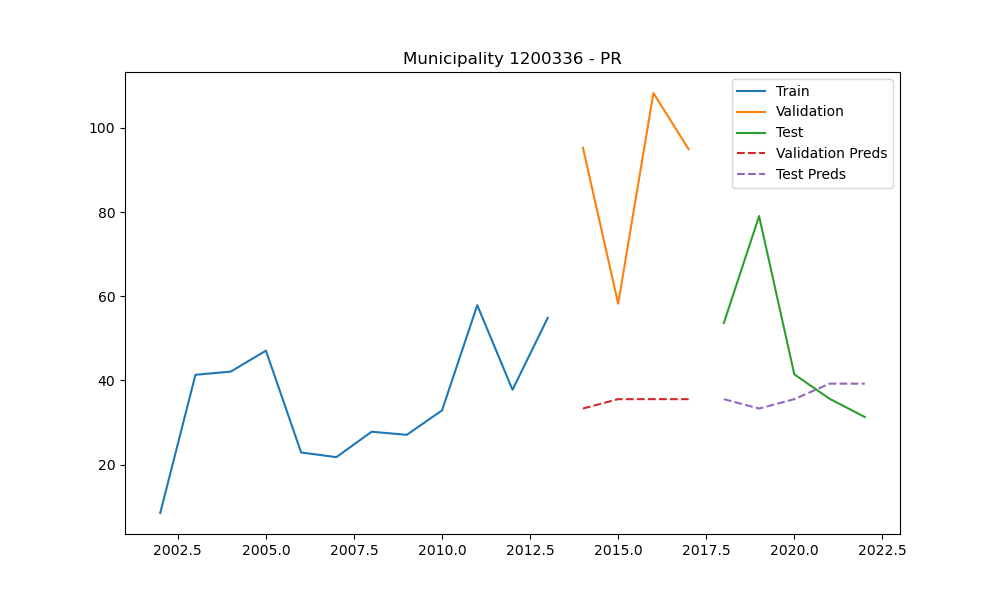 Municipality 1200336 - PR
Train
Validation
Test
Validation Preds
Test Preds
100
80
60
40
20
2002.5 2005.0 2007.5 2010.0 2012.5 2015.0 2017.5 2020.0 2022.5